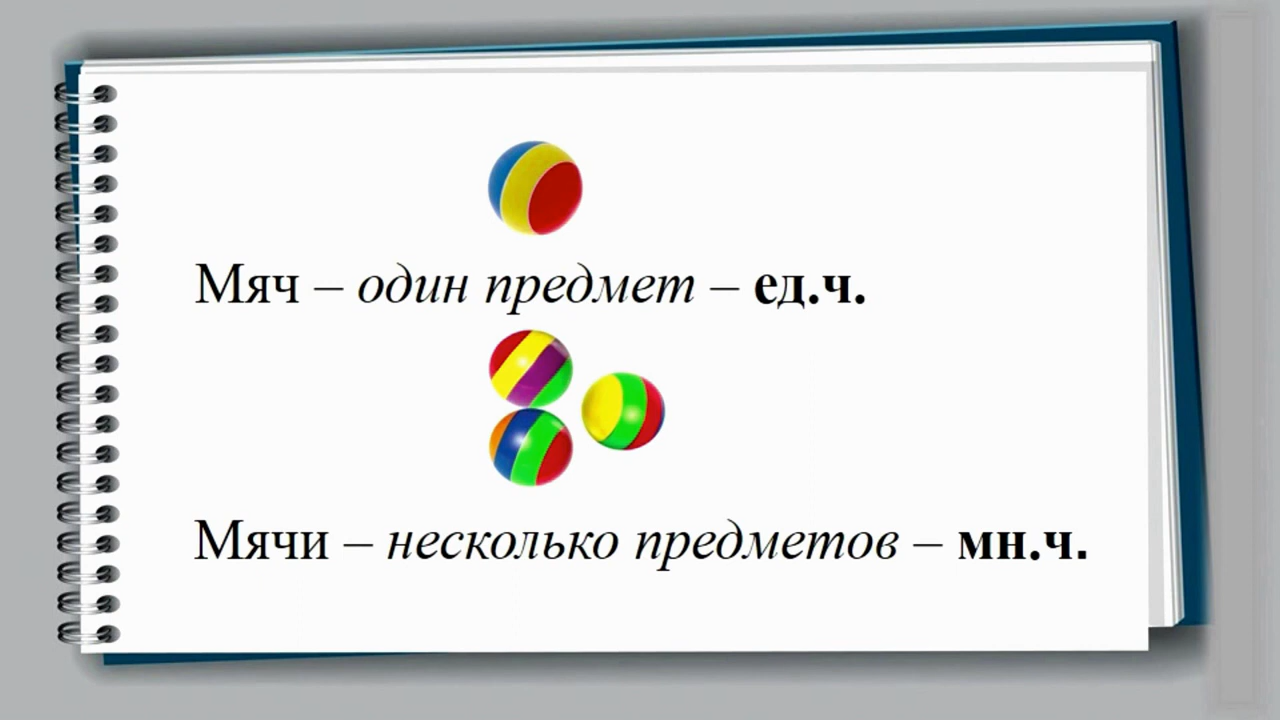 Мяч – один предмет – ед.ч.
Мячи – несколько предметов – мн.ч.